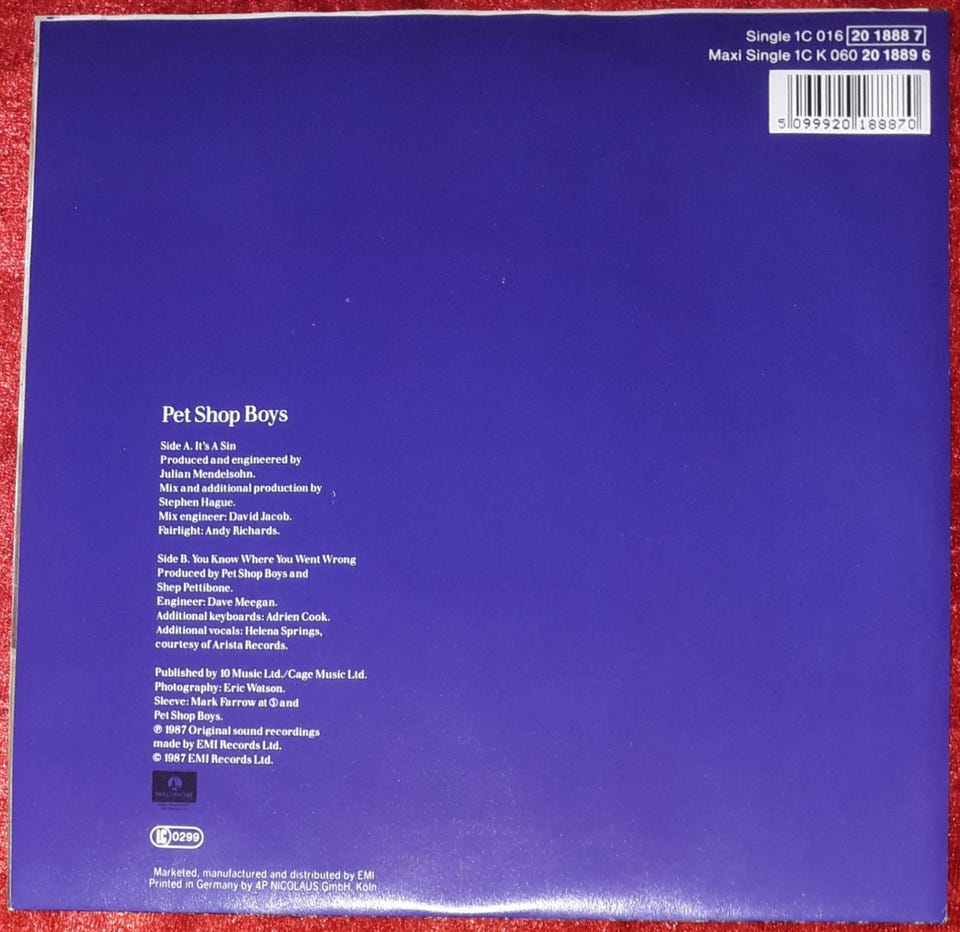 Single 1C 016 20 1888 7
Maxi Single 1C K 060 20 1889 6
5 099920 188870
Pet Shop Boys
Side A. It's A Sin
Produced and engineered by
Julian Mendelsohn.
Mix and additional production by
Stephen Hague.
Mix engineer: David Jacob.
Fairlight: Andy Richards.
Side B. You Know Where You Went Wrong
Produced by Pet Shop Boys and
Shep Pettibone.
Engineer: Dave Meegan.
Additional keyboards: Adrien Cook.
Additional vocals: Helena Springs,
courtesy of Arista Records.
Published by 10 Music Ltd./Cage Music Ltd.
Photography: Eric Watson.
Sleeve: Mark Farrow at ③ and
Pet Shop Boys.
℗ 1987 Original sound recordings
made by EMI Records Ltd.
© 1987 EMI Records Ltd.
PARLOPHONE
LC 0299
Marketed, manufactured and distributed by EMI
Printed in Germany by 4P NICOLAUS GmbH, Köln